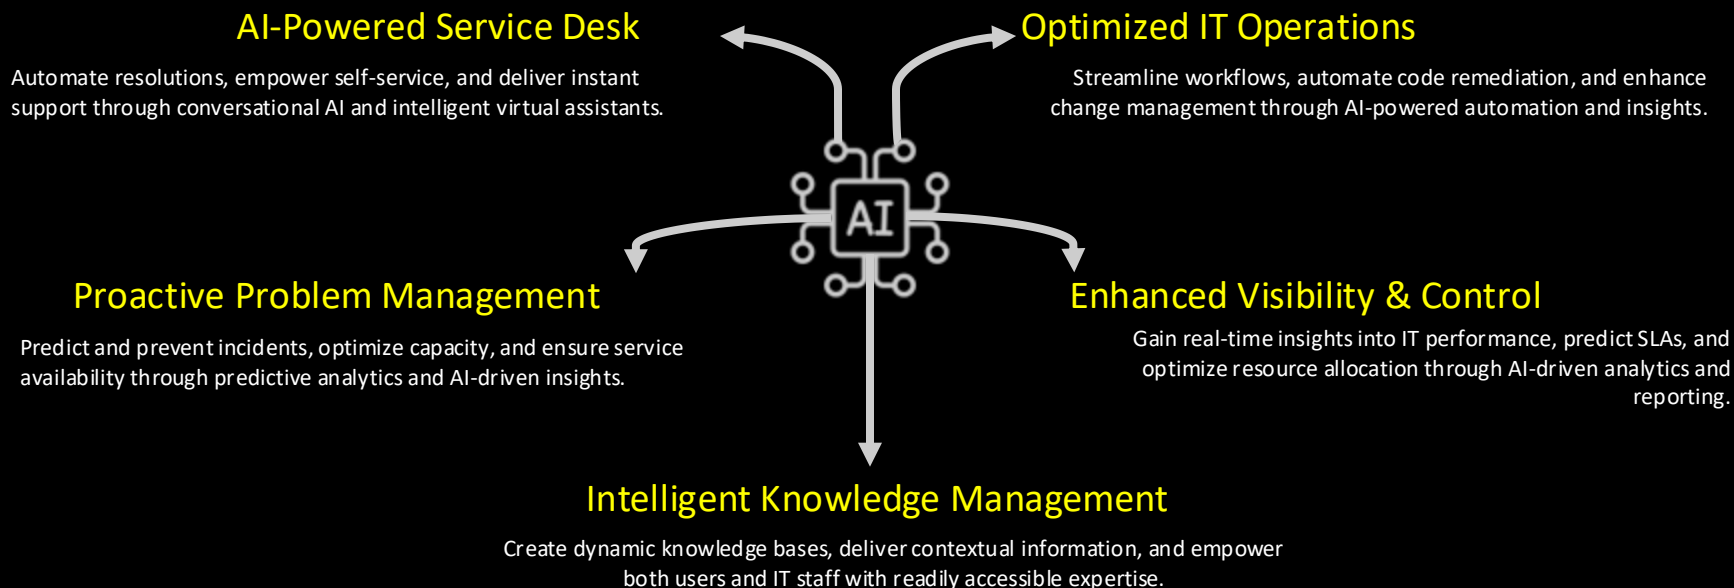 AI-Powered Service Desk
Automate resolutions, empower self-service, and deliver instant
support through conversational AI and intelligent virtual assistants.
Optimized IT Operations
Streamline workflows, automate code remediation, and enhance
change management through AI-powered automation and insights.
AI
Proactive Problem Management
Predict and prevent incidents, optimize capacity, and ensure service
availability through predictive analytics and AI-driven insights.
Enhanced Visibility & Control
Gain real-time insights into IT performance, predict SLAs, and
optimize resource allocation through AI-driven analytics and
reporting.
Intelligent Knowledge Management
Create dynamic knowledge bases, deliver contextual information, and empower
both users and IT staff with readily accessible expertise.